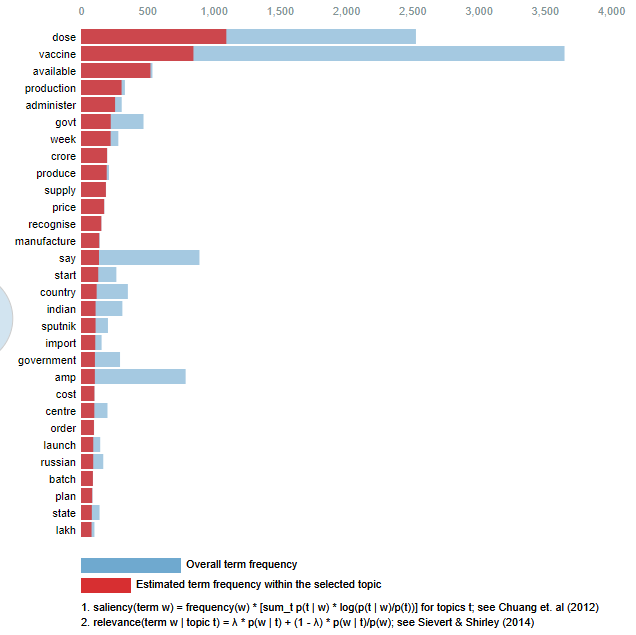 0 500 1,000 1,500 2,000 2,500 3,000 3,500 4,000
dose
vaccine
available
production
administer
govt
week
crore
produce
supply
price
recognise
manufacture
say
start
country
indian
sputnik
import
government
amp
cost
centre
order
launch
russian
batch
plan
state
lakh
Overall term frequency
Estimated term frequency within the selected topic
1. saliency(term w) = frequency(w) * [sum_t p(t | w) * log(p(t | w)/p(t))] for topics t; see Chuang et. al (2012)
2. relevance(term w | topic t) = λ * p(w | t) + (1 - λ) * p(w | t)/p(w); see Sievert & Shirley (2014)